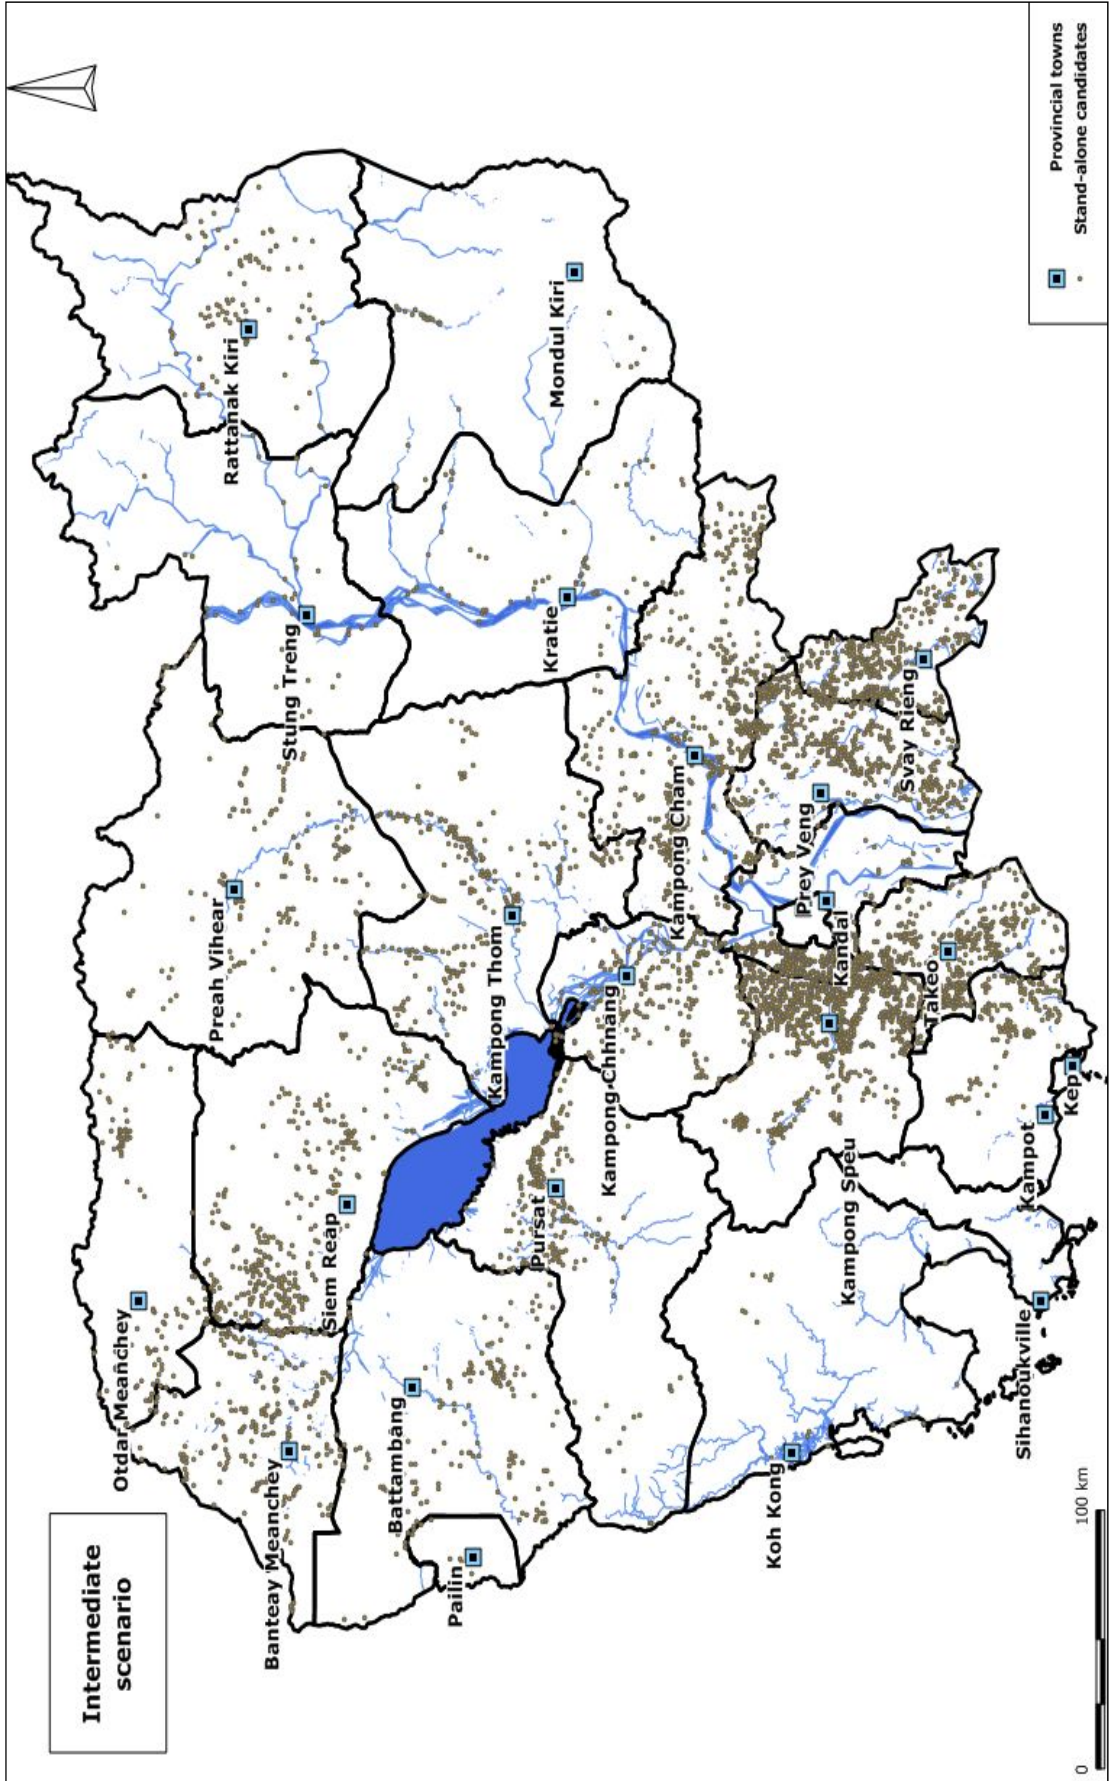 Intermediate
scenario
Otdar Meanchey
Banteay Meanchey
Siem Reap
Preah Vihear
Stung Treng
Rattanak Kiri
Battambang
Pailin
Pursat
Kampong Thom
Kampong Chhnang
Kratie
Mondul Kiri
Kampong Cham
Koh Kong
Kampong Speu
Kandal
Prey Veng
Svay Rieng
Takeo
Sihanoukville
Kampot
Kep
Provincial towns
Stand-alone candidates
0
100 km